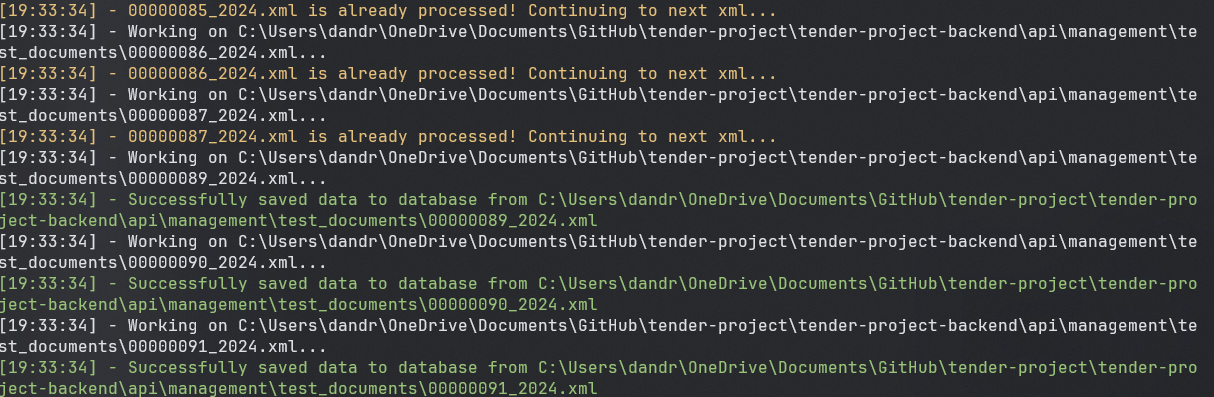 [19:33:34] - 00000085_2024.xml is already processed! Continuing to next xml...
[19:33:34] - Working on C:\Users\dandr\OneDrive\Documents\GitHub\tender-project\tender-project-backend\api\management\te
st_documents\00000086_2024.xml...
[19:33:34] - 00000086_2024.xml is already processed! Continuing to next xml...
[19:33:34] - Working on C:\Users\dandr\OneDrive\Documents\GitHub\tender-project\tender-project-backend\api\management\te
st_documents\00000087_2024.xml...
[19:33:34] - 00000087_2024.xml is already processed! Continuing to next xml...
[19:33:34] - Working on C:\Users\dandr\OneDrive\Documents\GitHub\tender-project\tender-project-backend\api\management\te
st_documents\00000089_2024.xml...
[19:33:34] - Successfully saved data to database from C:\Users\dandr\OneDrive\Documents\GitHub\tender-project\tender-pro
ject-backend\api\management\test_documents\00000089_2024.xml
[19:33:34] - Working on C:\Users\dandr\OneDrive\Documents\GitHub\tender-project\tender-project-backend\api\management\te
st_documents\00000090_2024.xml...
[19:33:34] - Successfully saved data to database from C:\Users\dandr\OneDrive\Documents\GitHub\tender-project\tender-pro
ject-backend\api\management\test_documents\00000090_2024.xml
[19:33:34] - Working on C:\Users\dandr\OneDrive\Documents\GitHub\tender-project\tender-project-backend\api\management\te
st_documents\00000091_2024.xml...
[19:33:34] - Successfully saved data to database from C:\Users\dandr\OneDrive\Documents\GitHub\tender-project\tender-pro
ject-backend\api\management\test_documents\00000091_2024.xml